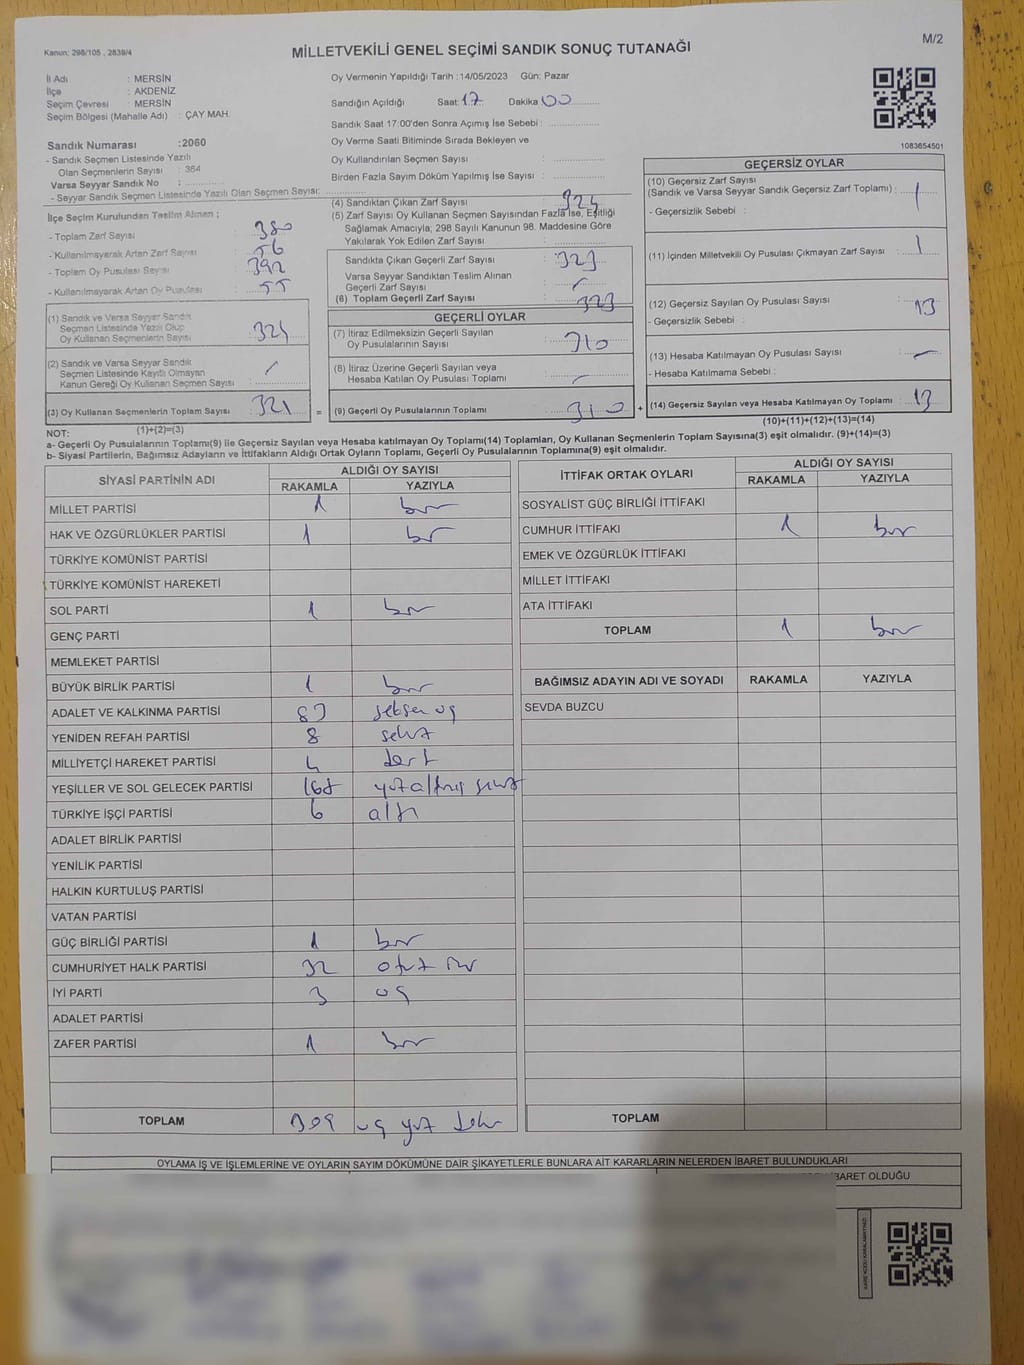 Kanun: 298/105 , 2839/4
M/2
MİLLETVEKİLİ GENEL SEÇİMİ SANDIK SONUÇ TUTANAĞI
İl Adı : MERSİN
İlçe : AKDENİZ
Seçim Çevresi : MERSİN
Seçim Bölgesi (Mahalle Adı) : ÇAY MAH.
Oy Vermenin Yapıldığı Tarih :14/05/2023 Gün: Pazar
Sandığın Açıldığı Saat: 17 Dakika 00
Sandık Saat 17:00'den Sonra Açımış İse Sebebi :
Oy Verme Saati Bitiminde Sırada Bekleyen ve
Oy Kullandırılan Seçmen Sayısı :
Birden Fazla Sayım Döküm Yapılmış İse Sayısı :
1083654501
Sandık Numarası :2060
- Sandık Seçmen Listesinde Yazılı
Olan Seçmenlerin Sayısı : 364
Varsa Seyyar Sandık No :
- Seyyar Sandık Seçmen Listesinde Yazılı Olan Seçmen Sayısı:
İlçe Seçim Kurulundan Teslim Alınan ;
- Toplam Zarf Sayısı : 380
- Kullanılmayarak Artan Zarf Sayısı : 56
- Toplam Oy Pusulası Sayısı : 392
- Kullanılmayarak Artan Oy Pusulası :
(1) Sandık ve Varsa Seyyar Sandık
Seçmen Listesinde Yazılı Olup
Oy Kullanan Seçmenlerin Sayısı : 324
(2) Sandık ve Varsa Seyyar Sandık
Seçmen Listesinde Kayıtlı Olmayan
Kanun Gereği Oy Kullanan Seçmen Sayısı :
(3) Oy Kullanan Seçmenlerin Toplam Sayısı :
(1)+(2)=(3)
(4) Sandıktan Çıkan Zarf Sayısı : 324
(5) Zarf Sayısı Oy Kullanan Seçmen Sayısından Fazla İse, Eşitliği
Sağlamak Amacıyla; 298 Sayılı Kanunun 98. Maddesine Göre
Yakılarak Yok Edilen Zarf Sayısı :
Sandıkta Çıkan Geçerli Zarf Sayısı : 323
Varsa Seyyar Sandıktan Teslim Alınan
Geçerli Zarf Sayısı :
(6) Toplam Geçerli Zarf Sayısı : 323
GEÇERLİ OYLAR
(7) İtiraz Edilmeksizin Geçerli Sayılan
Oy Pusulalarının Sayısı : 310
(8) İtiraz Üzerine Geçerli Sayılan veya
Hesaba Katılan Oy Pusulası Toplamı :
= (9) Geçerli Oy Pusulalarının Toplamı : 310
GEÇERSİZ OYLAR
(10) Geçersiz Zarf Sayısı
(Sandık ve Varsa Seyyar Sandık Geçersiz Zarf Toplamı) : 1
- Geçersizlik Sebebi :
(11) İçinden Milletvekili Oy Pusulası Çıkmayan Zarf Sayısı : 1
(12) Geçersiz Sayılan Oy Pusulası Sayısı : 13
- Geçersizlik Sebebi :
(13) Hesaba Katılmayan Oy Pusulası Sayısı :
- Hesaba Katılmama Sebebi :
+ (14) Geçersiz Sayılan veya Hesaba Katılmayan Oy Toplamı : 13
(10)+(11)+(12)+(13)=(14)
NOT:
a- Geçerli Oy Pusulalarının Toplamı(9) ile Geçersiz Sayılan veya Hesaba katılmayan Oy Toplamı(14) Toplamları, Oy Kullanan Seçmenlerin Toplam Sayısına(3) eşit olmalıdır. (9)+(14)=(3)
b- Siyasi Partilerin, Bağımsız Adayların ve İttifakların Aldığı Ortak Oyların Toplamı, Geçerli Oy Pusulalarının Toplamına(9) eşit olmalıdır.
SİYASİ PARTİNİN ADI ALDIĞI OY SAYISI
RAKAMLA YAZIYLA
MİLLET PARTİSİ 1 bir
HAK VE ÖZGÜRLÜKLER PARTİSİ 1 bir
TÜRKİYE KOMÜNİST PARTİSİ
TÜRKİYE KOMÜNİST HAREKETİ
SOL PARTİ 1 bir
GENÇ PARTİ
MEMLEKET PARTİSİ
BÜYÜK BİRLİK PARTİSİ 1 bir
ADALET VE KALKINMA PARTİSİ 83 seksen üç
YENİDEN REFAH PARTİSİ 8 sekiz
MİLLİYETÇİ HAREKET PARTİSİ 4 dört
YEŞİLLER VE SOL GELECEK PARTİSİ 168 yüz altmış sekiz
TÜRKİYE İŞÇİ PARTİSİ 6 altı
ADALET BİRLİK PARTİSİ
YENİLİK PARTİSİ
HALKIN KURTULUŞ PARTİSİ
VATAN PARTİSİ
GÜÇ BİRLİĞİ PARTİSİ 1 bir
CUMHURİYET HALK PARTİSİ 32 otuz iki
İYİ PARTİ 3 üç
ADALET PARTİSİ
ZAFER PARTİSİ 1 bir
TOPLAM 309 üç yüz dokuz
İTTİFAK ORTAK OYLARI ALDIĞI OY SAYISI
RAKAMLA YAZIYLA
SOSYALİST GÜÇ BİRLİĞİ İTTİFAKI
CUMHUR İTTİFAKI 1 bir
EMEK VE ÖZGÜRLÜK İTTİFAKI
MİLLET İTTİFAKI
ATA İTTİFAKI
TOPLAM 1 bir
BAĞIMSIZ ADAYIN ADI VE SOYADI RAKAMLA YAZIYLA
SEVDA BUZCU
TOPLAM
OYLAMA İŞ VE İŞLEMLERİNE VE OYLARIN SAYIM DÖKÜMÜNE DAİR ŞİKAYETLERLE BUNLARA AİT KARARLARIN NELERDEN İBARET BULUNDUKLARI
İBARET OLDUĞU
KARE KODU KARALAMAYINIZ!